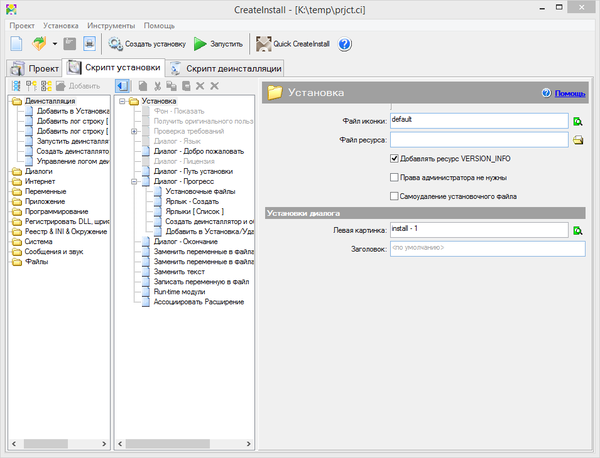 CreateInstall - [K:\temp\prjct.ci]
Проект Установка Инструменты Помощь
Создать установку Запустить Quick CreateInstall
Проект Скрипт установки Скрипт деинсталляции
Добавить
Деинсталляция
Добавить в Установка
Добавить лог строку [
Добавить лог строку (
Запустить деинсталл
Создать деинсталлято
Управление логом де
Диалоги
Интернет
Переменные
Приложение
Программирование
Регистрировать DLL, шри
Реестр & INI & Окружение
Система
Сообщения и звук
Файлы
Установка
Фон - Показать
Получить оригинального польз
Проверка требований
Диалог - Язык
Диалог - Добро пожаловать
Диалог - Лицензия
Диалог - Путь установки
Диалог - Прогресс
Установочные файлы
Ярлык - Создать
Ярлыки [ Список ]
Создать деинсталлятор и об
Добавить в Установка/Уда
Диалог - Окончание
Заменить переменные в файла
Заменить переменные в файла
Заменить текст
Записать переменную в файл
Run-time модули
Ассоциировать Расширение
Установка Помощь
Файл иконки: default
Файл ресурса:
Добавлять ресурс VERSION_INFO
Права администратора не нужны
Самоудаление установочного файла
Установки диалога
Левая картинка: install - 1
Заголовок: <по умолчанию>